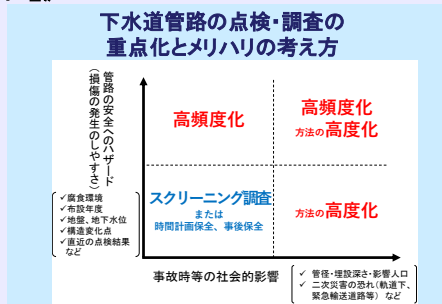 下水道管路の点検・調査の
重点化とメリハリの考え方
管路の安全へのハザード
(損傷の発生のしやすさ)
✓腐食環境
✓布設年度
✓地盤、地下水位
✓構造変化点
✓直近の点検結果
など
高頻度化
高頻度化
方法の高度化
スクリーニング調査
または
時間計画保全、事後保全
方法の高度化
事故時等の社会的影響
✓ 管径・埋設深さ・影響人口
✓ 二次災害の恐れ(軌道下、
緊急輸送道路等) など